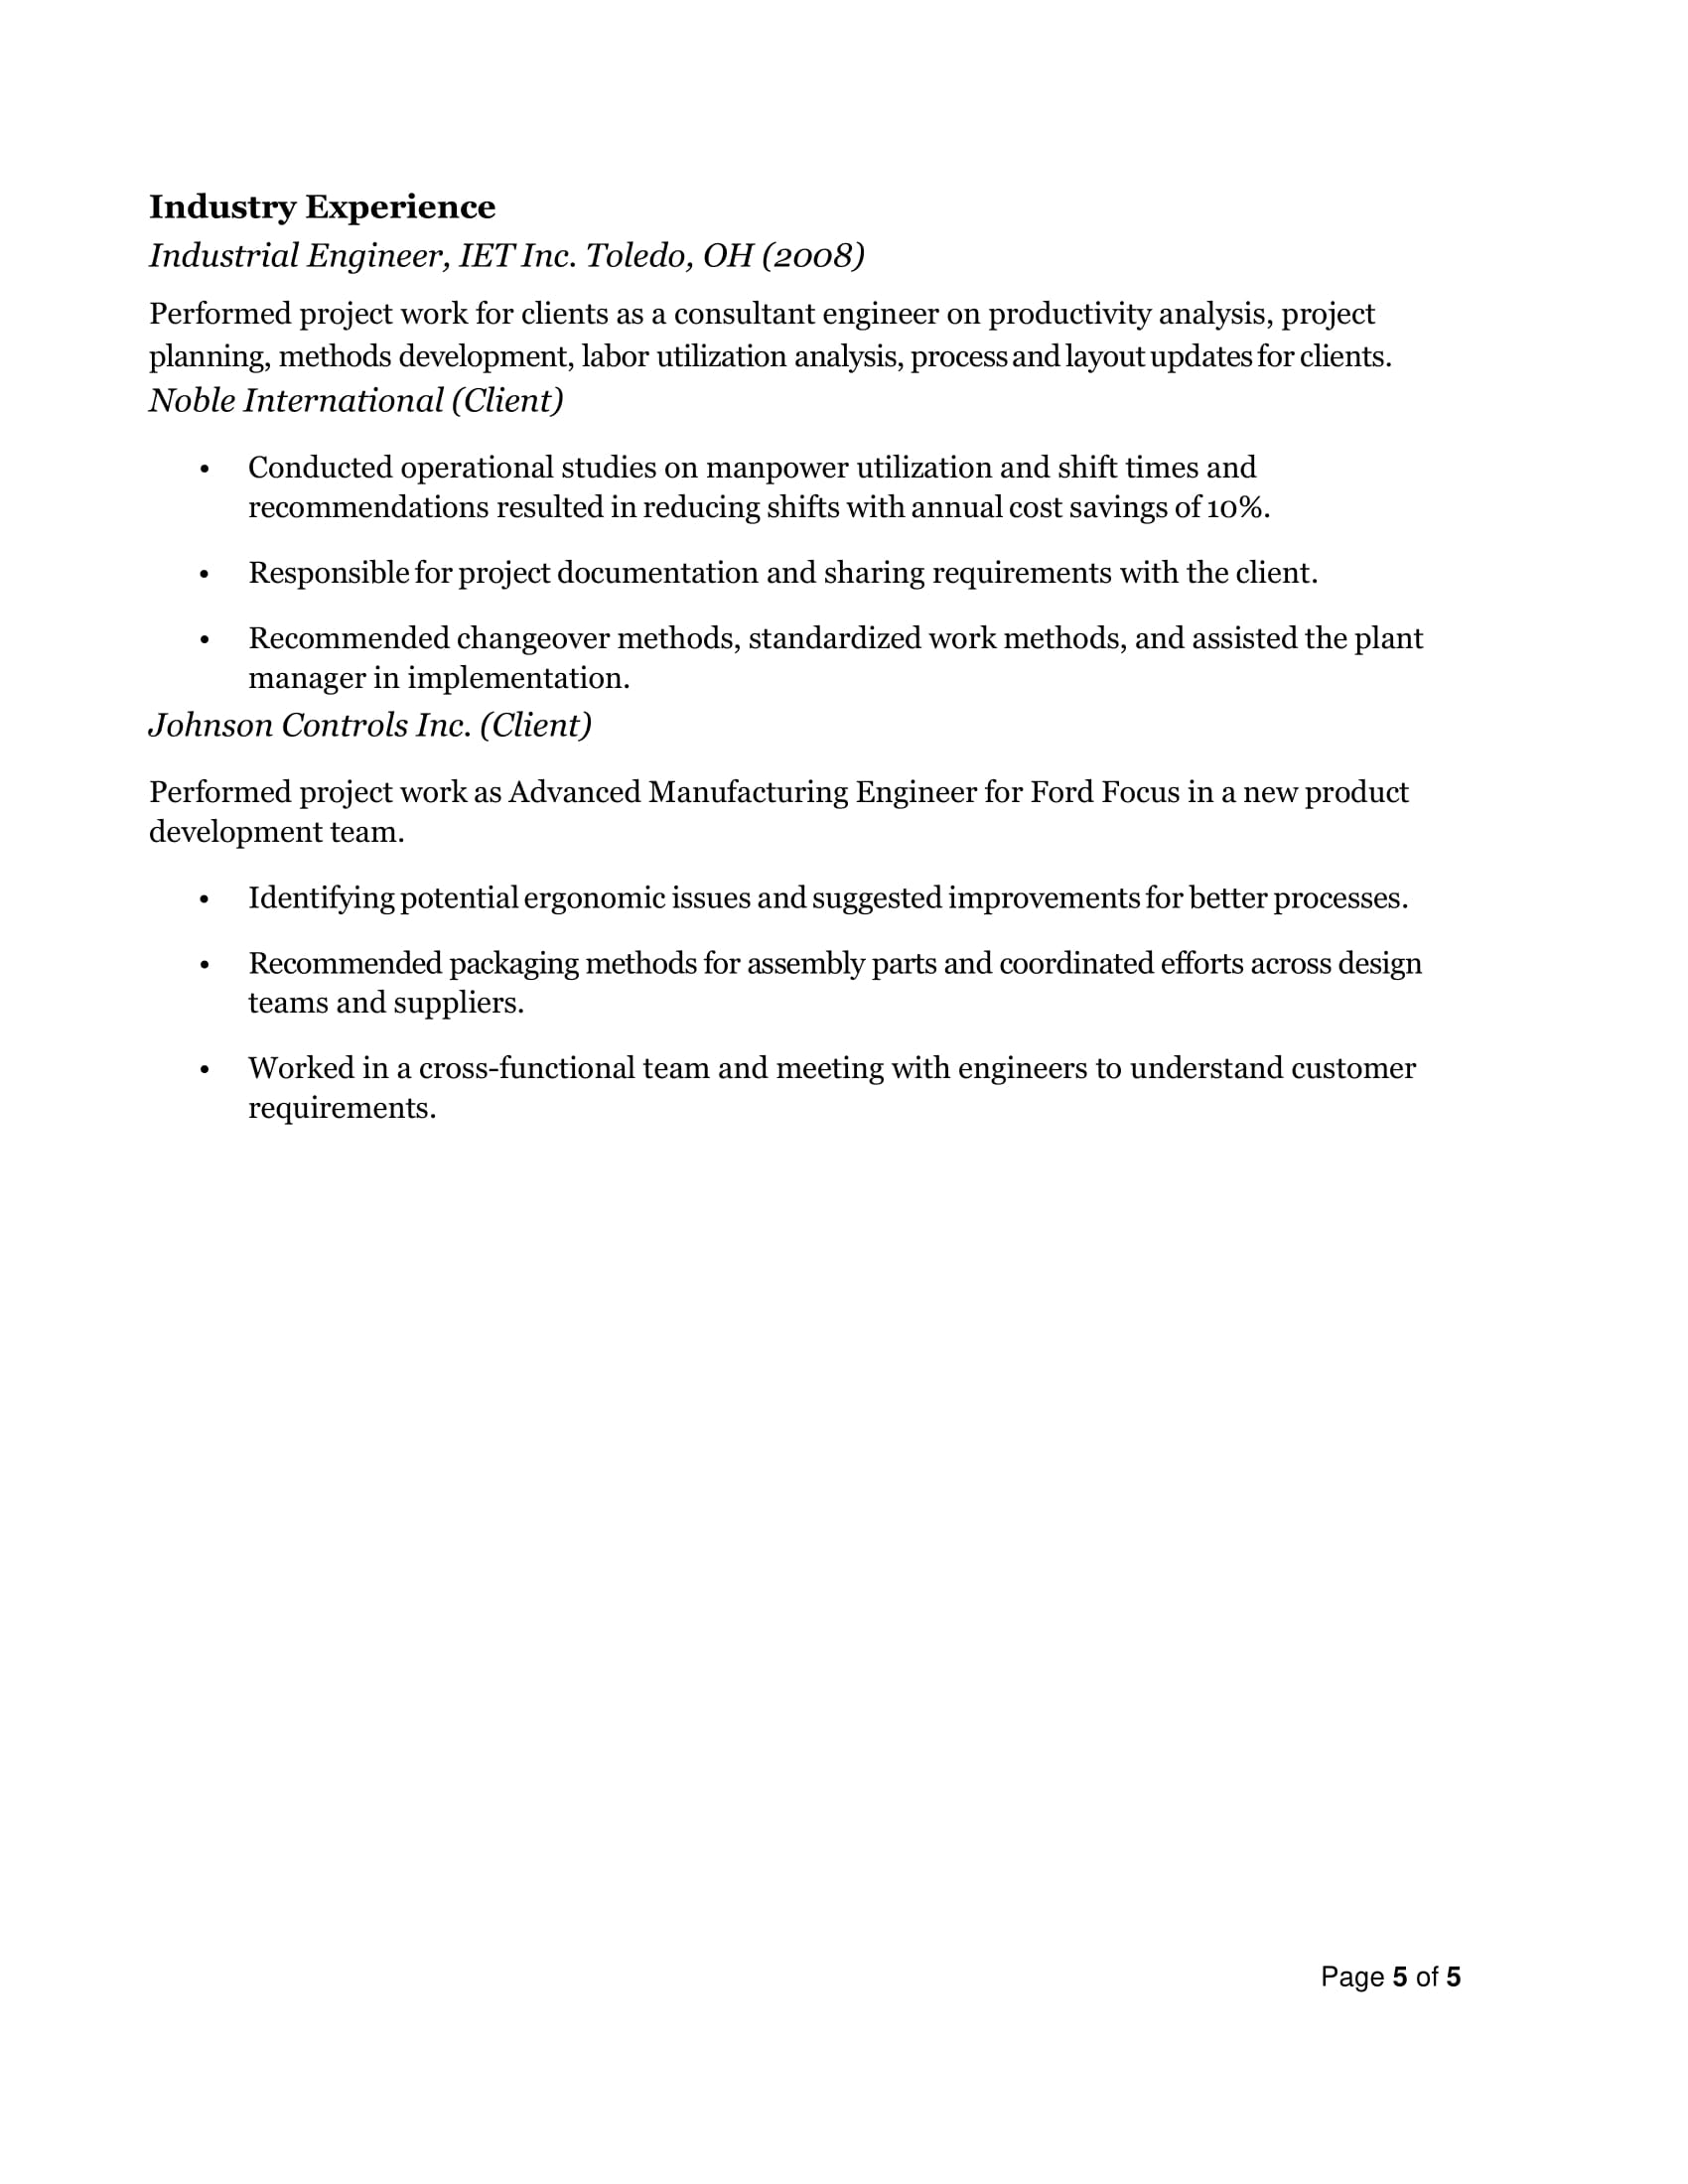 Industry Experience
Industrial Engineer, IET Inc. Toledo, OH (2008)
Performed project work for clients as a consultant engineer on productivity analysis, project
planning, methods development, labor utilization analysis, process and layout updates for clients.
Noble International (Client)
• Conducted operational studies on manpower utilization and shift times and
recommendations resulted in reducing shifts with annual cost savings of 10%.
• Responsible for project documentation and sharing requirements with the client.
• Recommended changeover methods, standardized work methods, and assisted the plant
manager in implementation.
Johnson Controls Inc. (Client)
Performed project work as Advanced Manufacturing Engineer for Ford Focus in a new product
development team.
• Identifying potential ergonomic issues and suggested improvements for better processes.
• Recommended packaging methods for assembly parts and coordinated efforts across design
teams and suppliers.
• Worked in a cross-functional team and meeting with engineers to understand customer
requirements.
Page 5 of 5